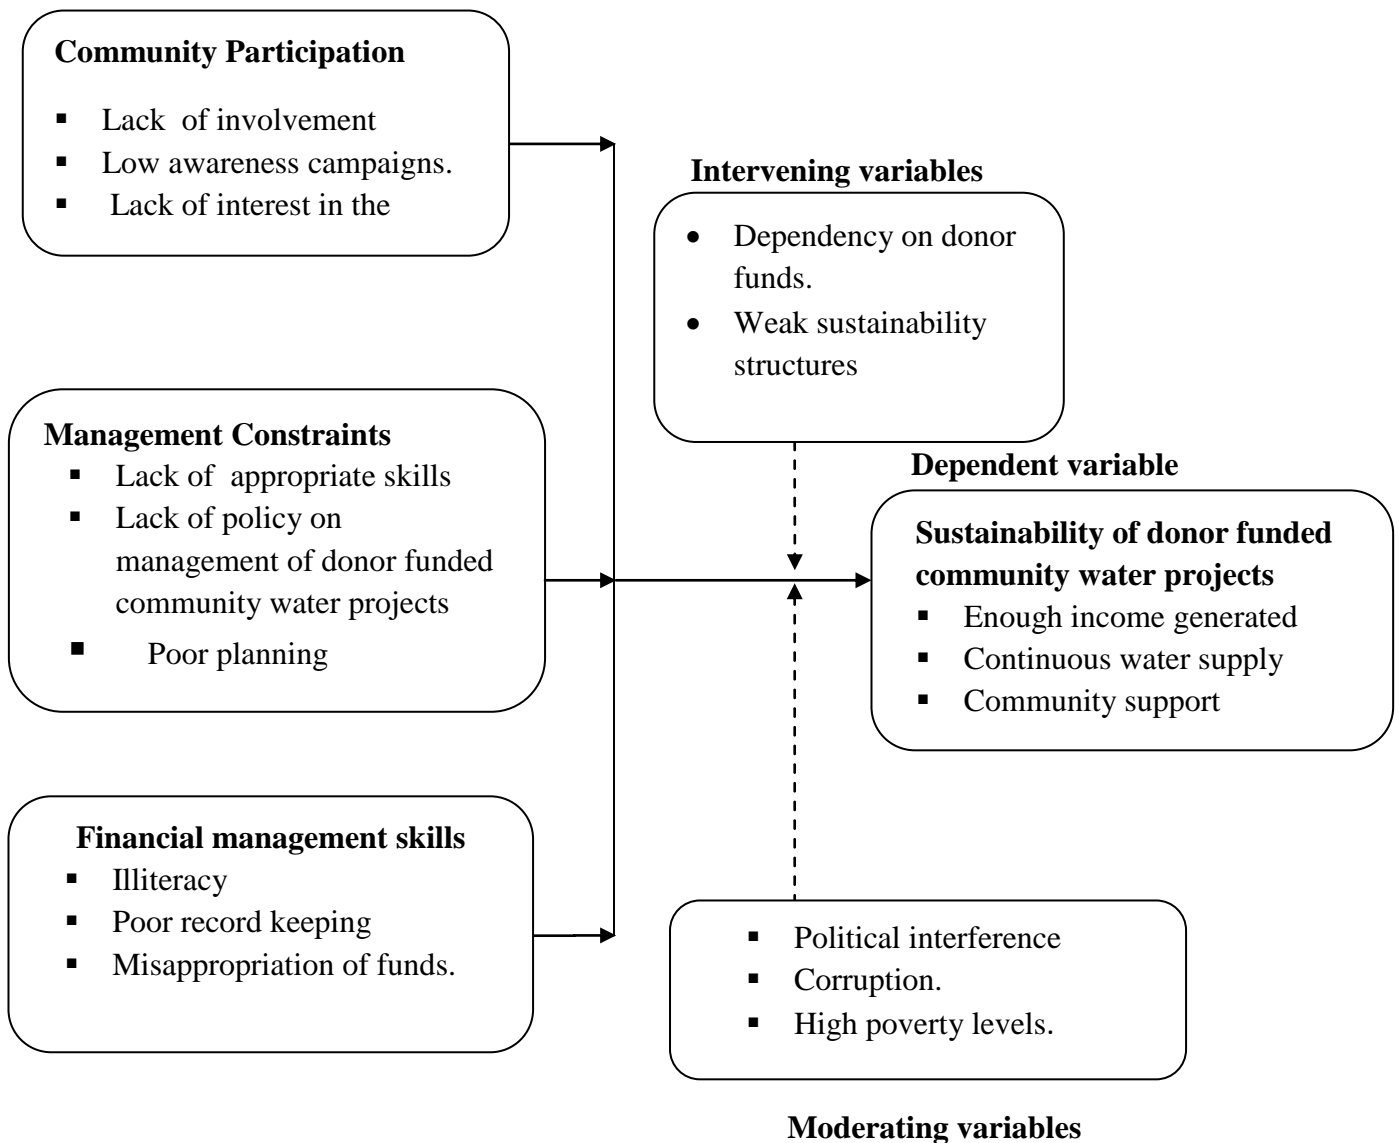 Community Participation
▪ Lack of involvement
▪ Low awareness campaigns.
▪ Lack of interest in the
Intervening variables
• Dependency on donor
funds.
• Weak sustainability
structures
Management Constraints
▪ Lack of appropriate skills
▪ Lack of policy on
management of donor funded
community water projects
▪ Poor planning
Dependent variable
Sustainability of donor funded
community water projects
▪ Enough income generated
▪ Continuous water supply
▪ Community support
Financial management skills
▪ Illiteracy
▪ Poor record keeping
▪ Misappropriation of funds.
▪ Political interference
▪ Corruption.
▪ High poverty levels.
Moderating variables